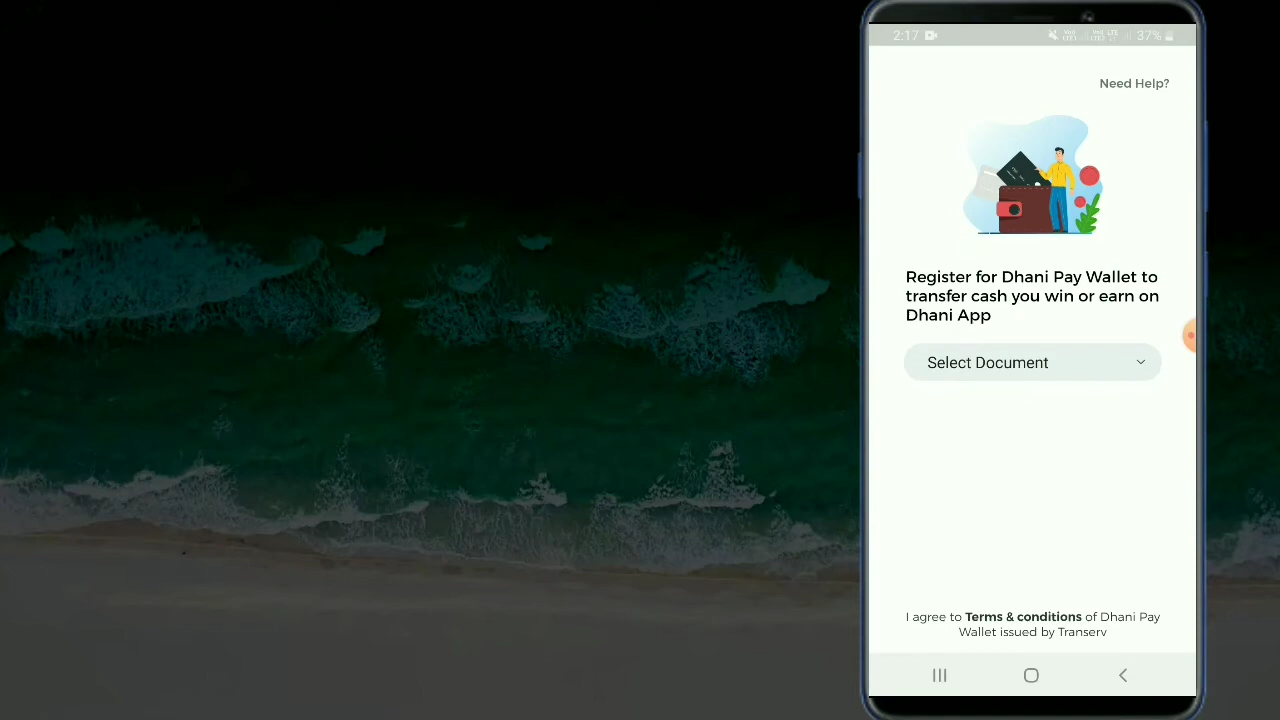 2:17
37%
Need Help?
Register for Dhani Pay Wallet to
transfer cash you win or earn on
Dhani App
Select Document
I agree to Terms & conditions of Dhani Pay
Wallet issued by Transerv